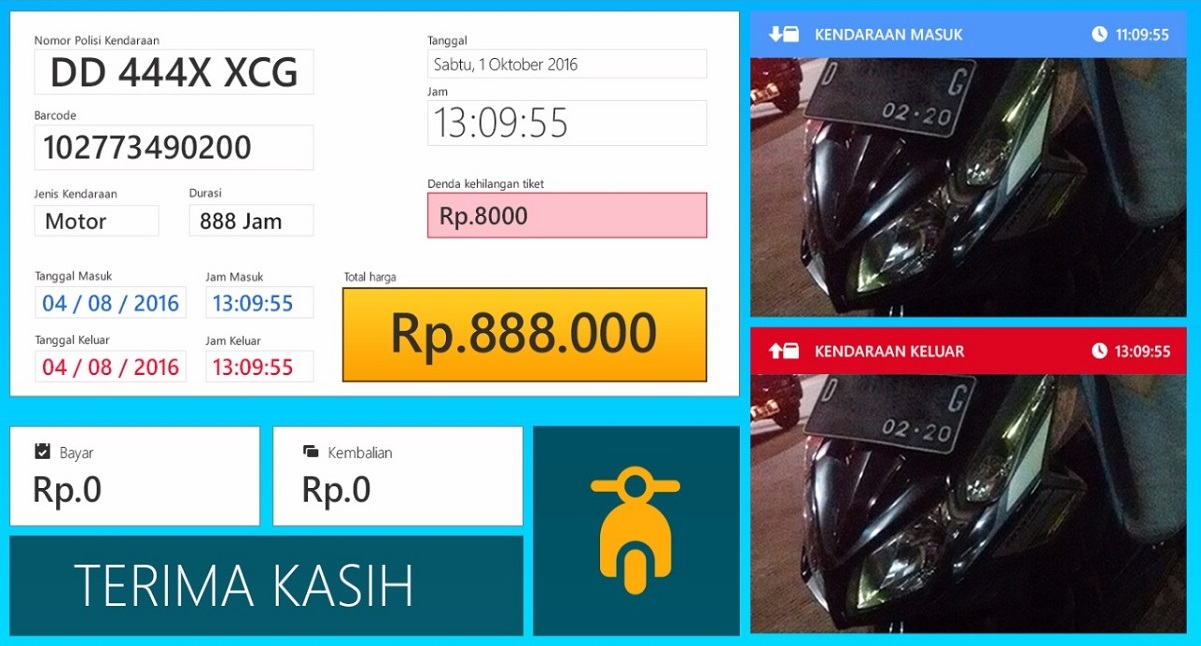 Nomor Polisi Kendaraan
DD 444X XCG
Barcode
102773490200
Jenis Kendaraan
Motor
Durasi
888 Jam
Tanggal Masuk
04 / 08 / 2016
Jam Masuk
13:09:55
Tanggal Keluar
04 / 08 / 2016
Jam Keluar
13:09:55
Tanggal
Sabtu, 1 Oktober 2016
Jam
13:09:55
Denda kehilangan tiket
Rp.8000
Total harga
Rp.888.000
Bayar
Rp.0
Kembalian
Rp.0
TERIMA KASIH
KENDARAAN MASUK 11:09:55
D G
02·20
KENDARAAN KELUAR 13:09:55
D G
02·20